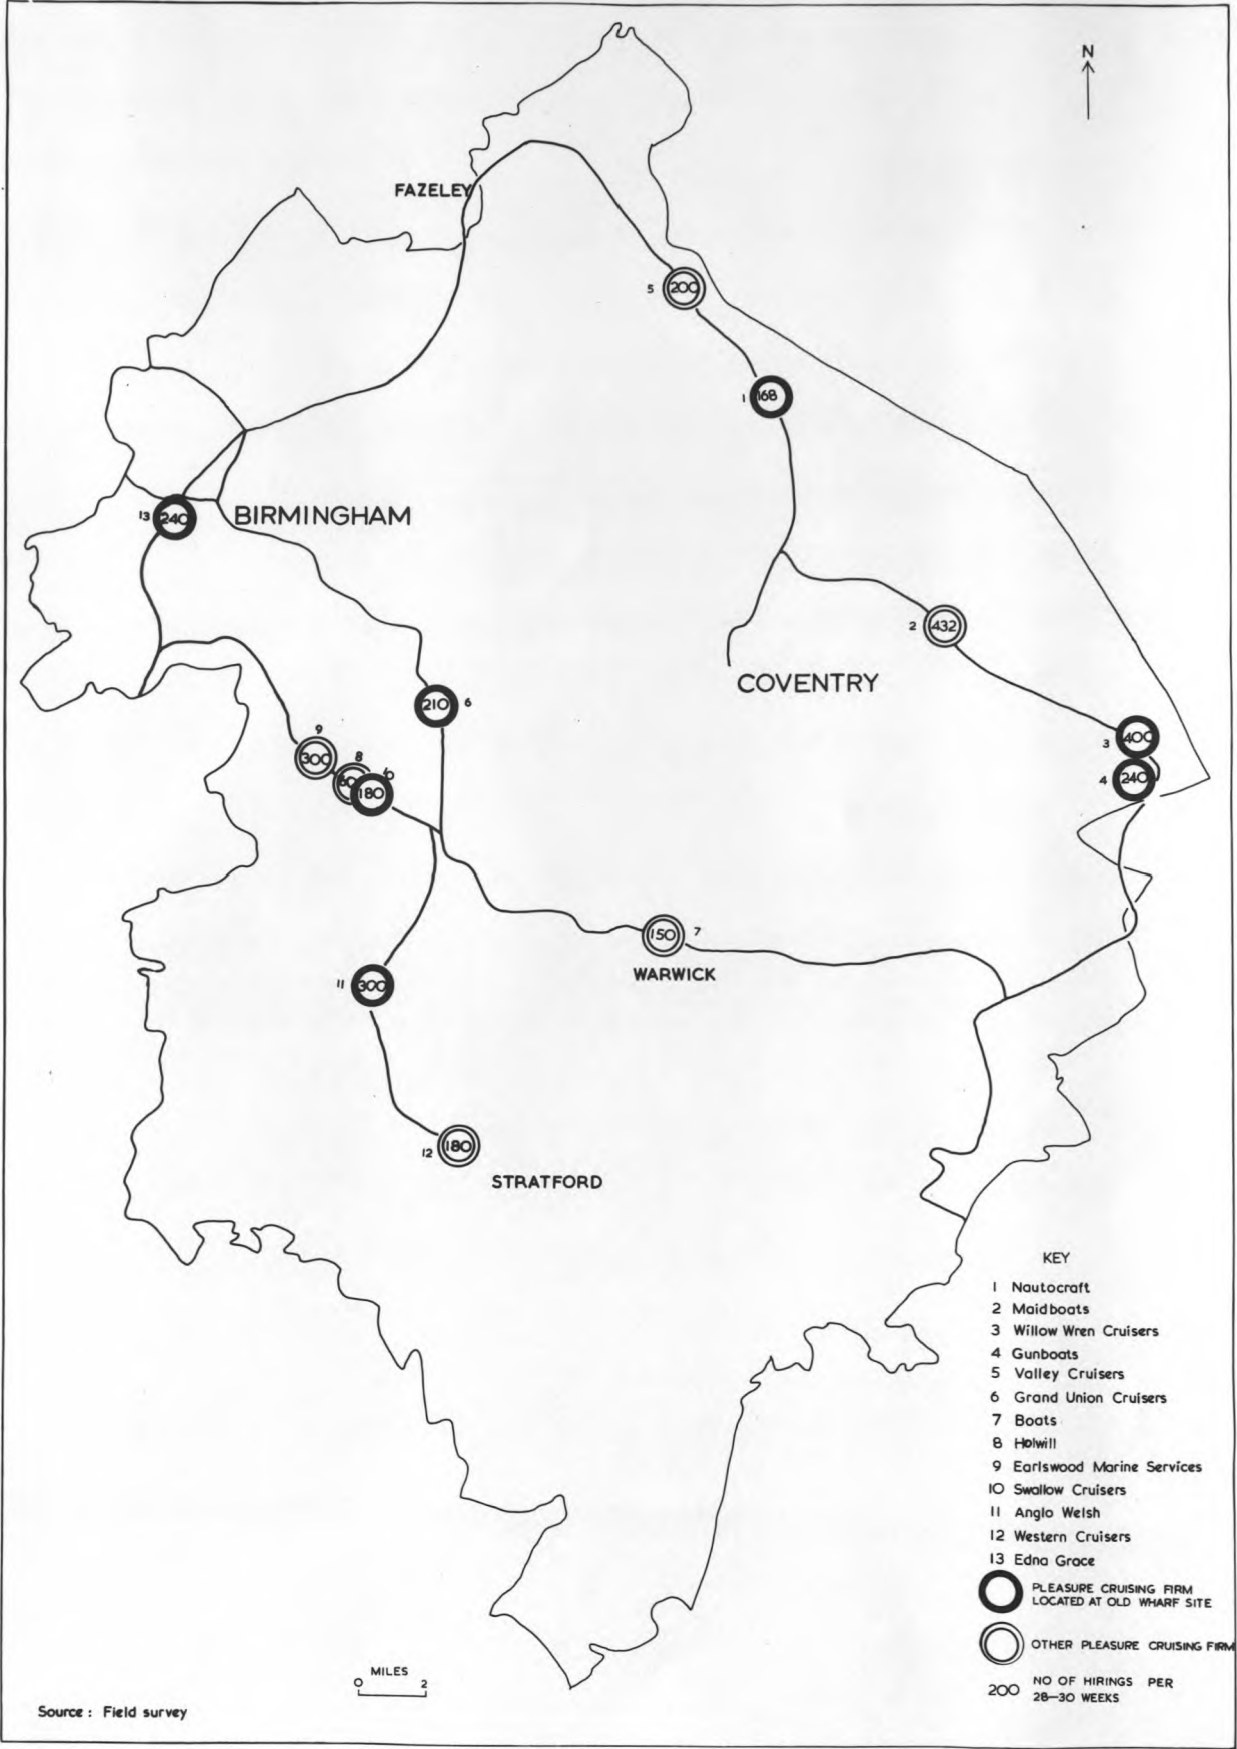 N
FAZELEY
5 200
1 168
13 240 BIRMINGHAM
2 432
COVENTRY
210 6
9
300
8
10
180
3 400
4 240
150 7
WARWICK
11 300
12 180
STRATFORD
KEY
1 Nautocraft
2 Maidboats
3 Willow Wren Cruisers
4 Gunboats
5 Valley Cruisers
6 Grand Union Cruisers
7 Boats
8 Holwill
9 Earlswood Marine Services
10 Swallow Cruisers
11 Anglo Welsh
12 Western Cruisers
13 Edna Grace
PLEASURE CRUISING FIRM
LOCATED AT OLD WHARF SITE
OTHER PLEASURE CRUISING FIRM
200 NO OF HIRINGS PER
28-30 WEEKS
MILES
0 2
Source : Field survey